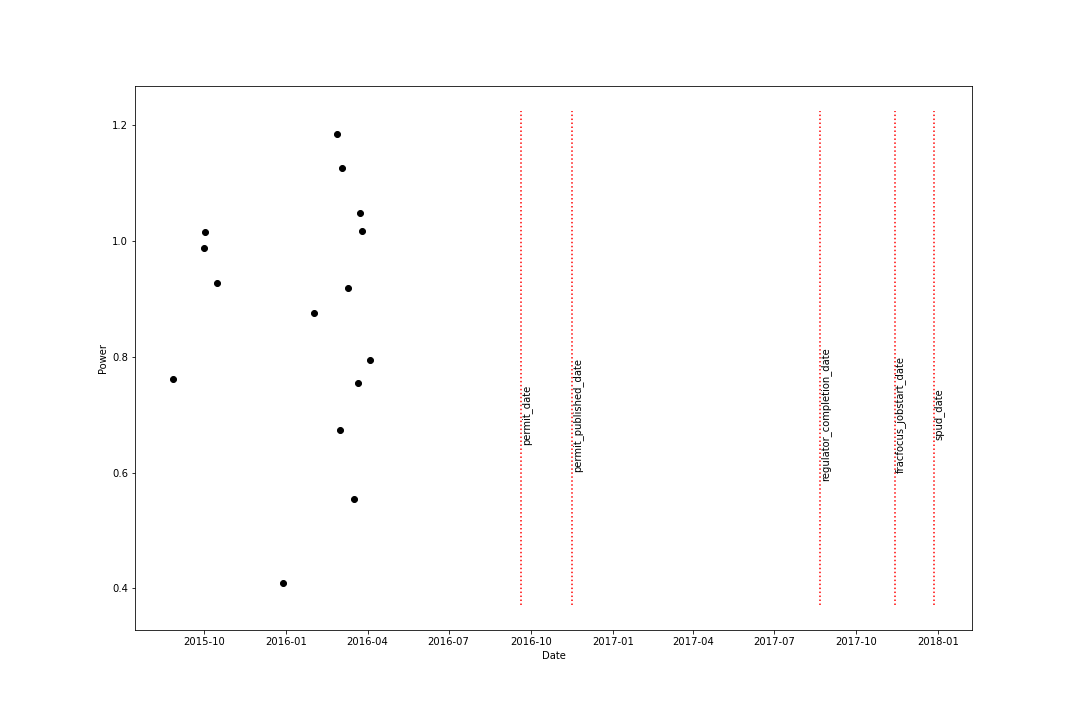 1.2
1.0
0.8
0.6
0.4
Power
permit_date
permit_published_date
regulator_completion_date
fracfocus_jobstart_date
spud_date
2015-10
2016-01
2016-04
2016-07
2016-10
2017-01
2017-04
2017-07
2017-10
2018-01
Date